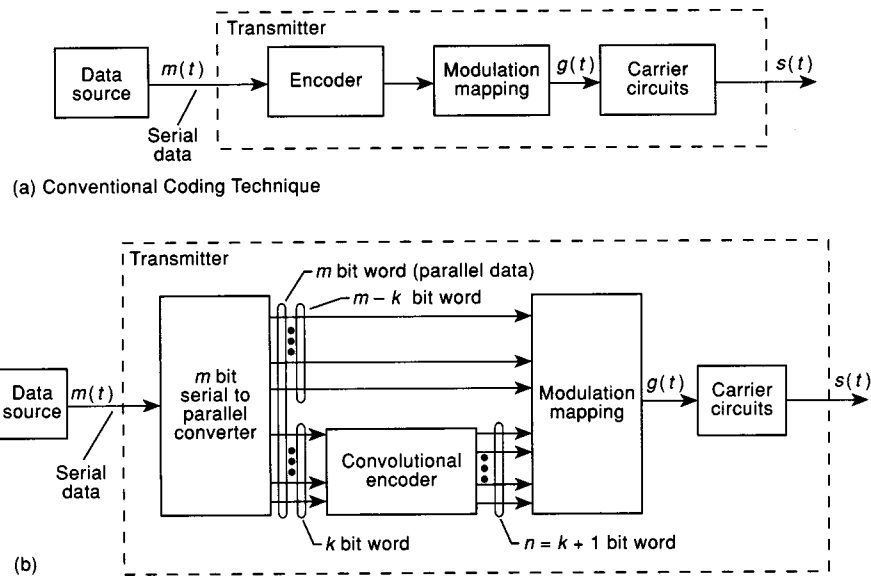 Transmitter
Data
source
m(t)
Serial
data
Encoder
Modulation
mapping
g(t)
Carrier
circuits
s(t)
(a) Conventional Coding Technique
Transmitter
m bit word (parallel data)
m – k bit word
Data
source
m(t)
Serial
data
m bit
serial to
parallel
converter
Convolutional
encoder
Modulation
mapping
g(t)
Carrier
circuits
s(t)
k bit word
n = k + 1 bit word
(b)